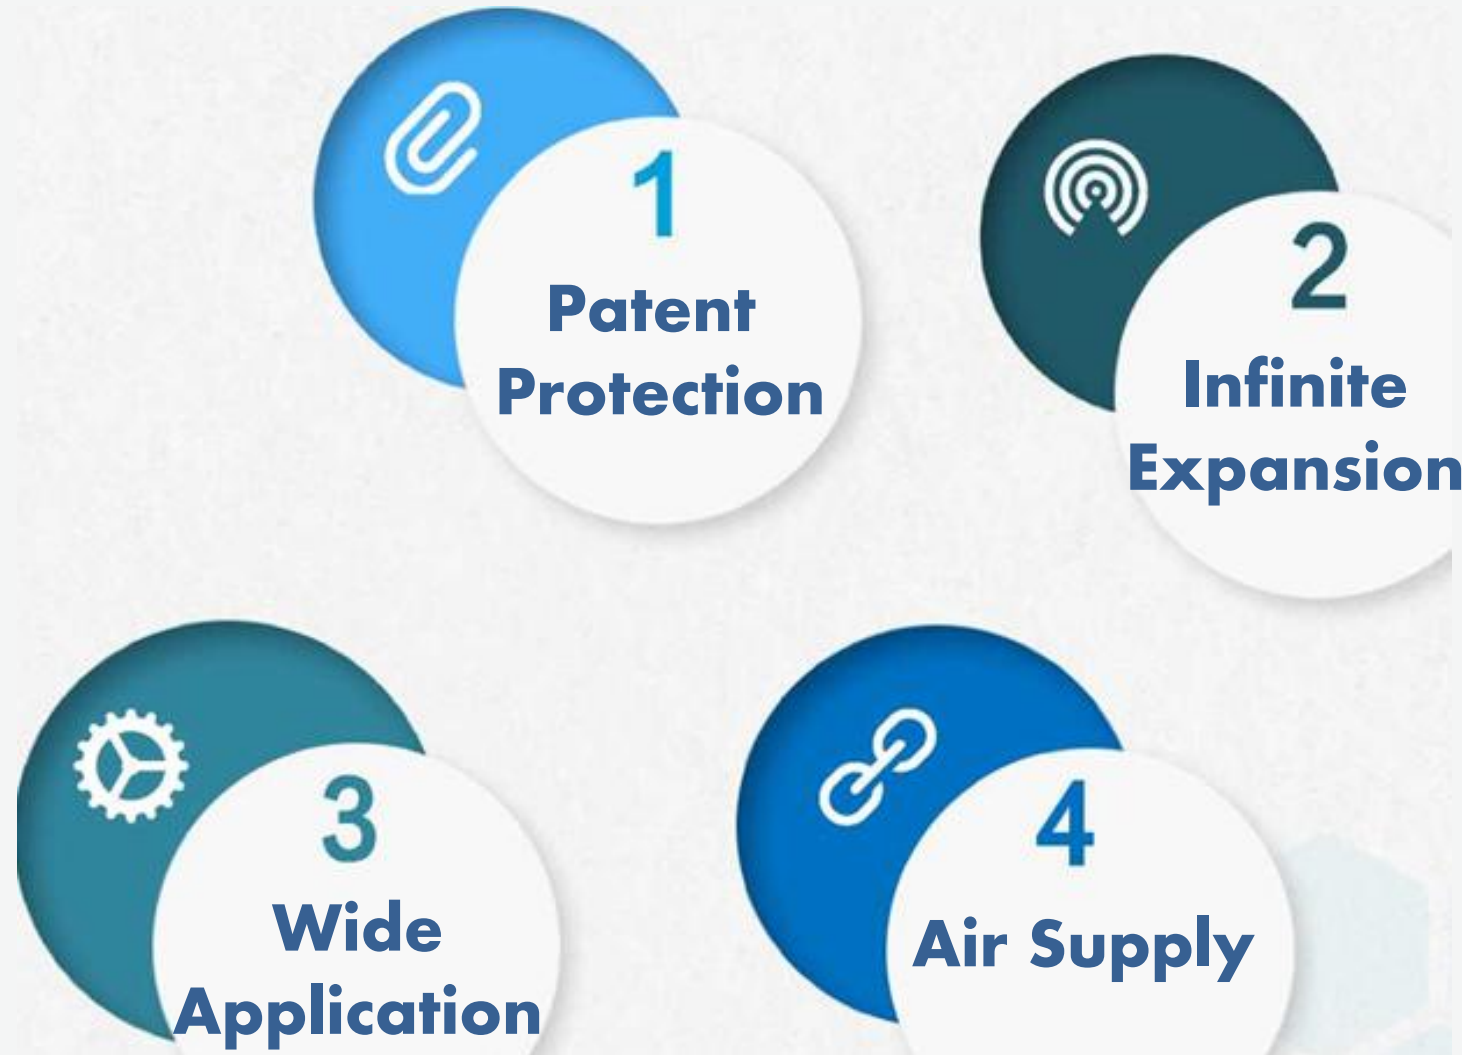 1
Patent
Protection
2
Infinite
Expansion
3
Wide
Application
4
Air Supply